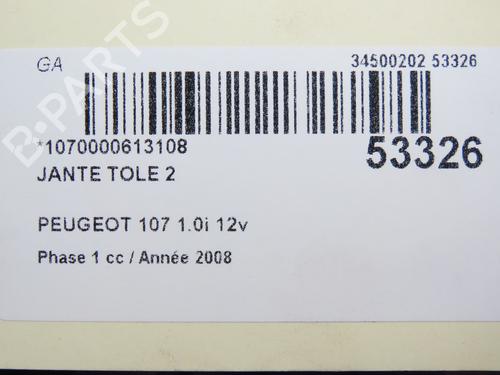 GA
34500202 53326
*1070000613108
53326
JANTE TOLE 2
PEUGEOT 107 1.0i 12v
Phase 1 cc / Année 2008
B-PARTS